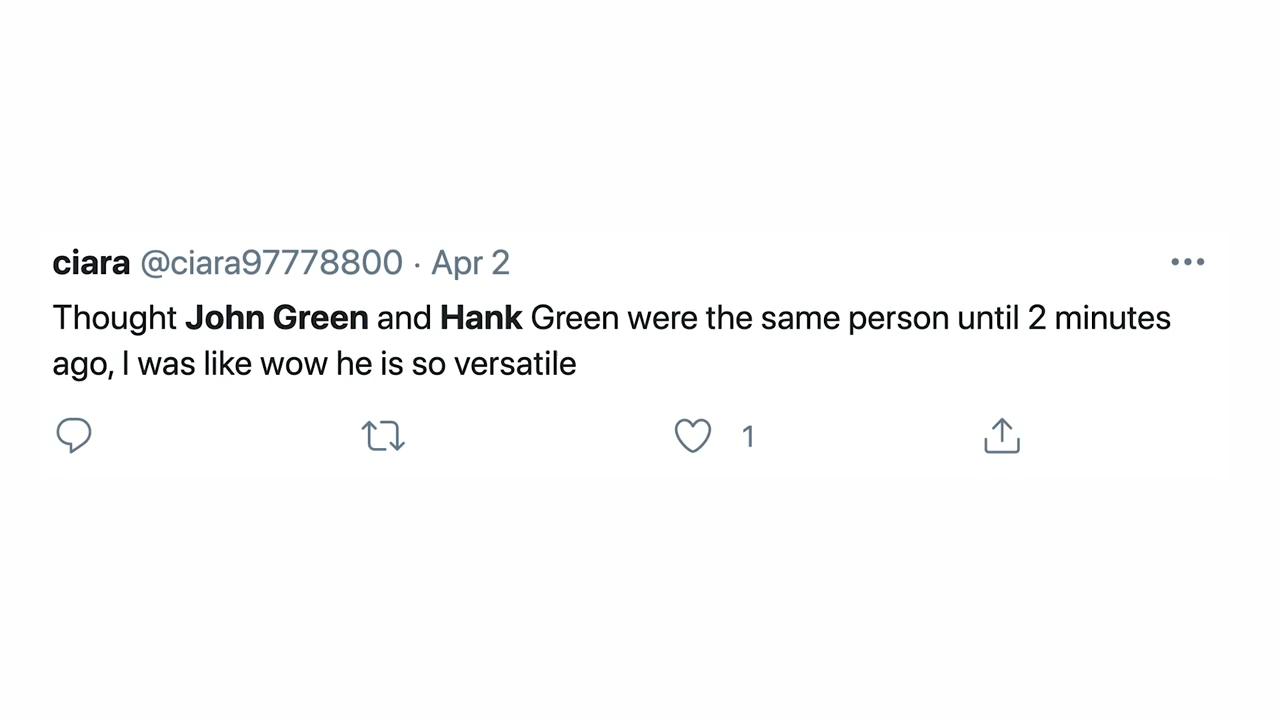 ciara @ciara97778800 · Apr 2
Thought John Green and Hank Green were the same person until 2 minutes
ago, I was like wow he is so versatile
1